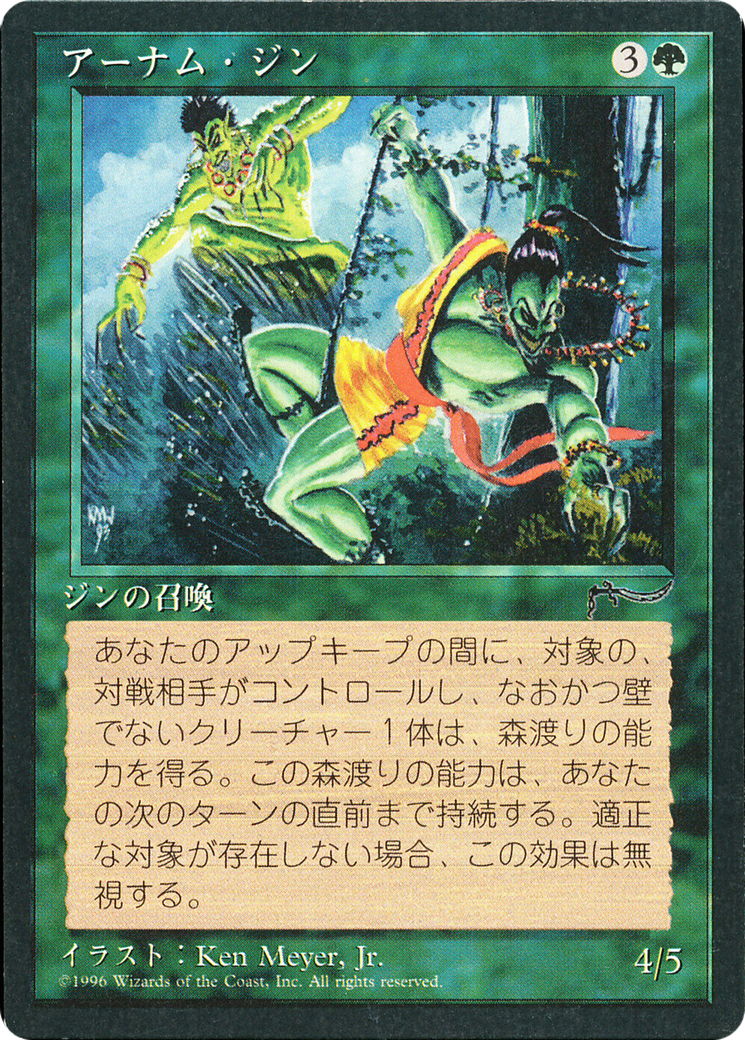 アーナム・ジン 3
KMJ
93
ジンの召喚
あなたのアップキープの間に、対象の、
対戦相手がコントロールし、なおかつ壁
でないクリーチャー1体は、森渡りの能
力を得る。この森渡りの能力は、あなた
の次のターンの直前まで持続する。適正
な対象が存在しない場合、この効果は無
視する。
イラスト：Ken Meyer, Jr. 4/5
©1996 Wizards of the Coast, Inc. All rights reserved.